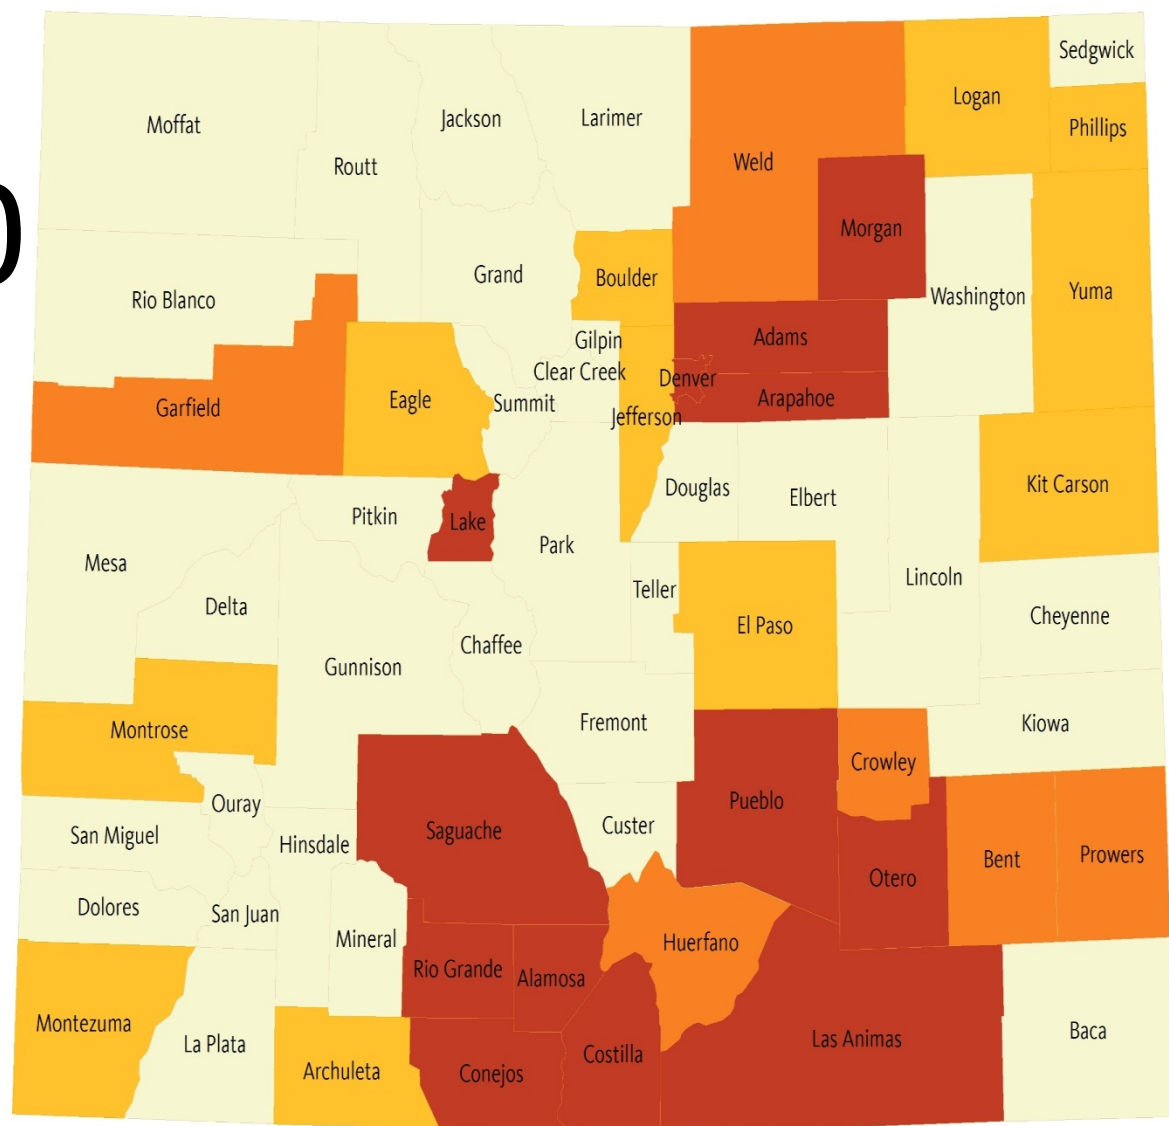 Sedgwick
Logan
Moffat
Jackson
Larimer
Phillips
Routt
Weld
Morgan
Grand
Boulder
Rio Blanco
Washington
Yuma
Gilpin
Adams
Clear Creek
Denver
Garfield
Eagle
Summit
Arapahoe
Jefferson
Kit Carson
Douglas
Elbert
Pitkin
Lake
Park
Mesa
Lincoln
Teller
Delta
Cheyenne
El Paso
Chaffee
Gunnison
Fremont
Kiowa
Montrose
Crowley
Ouray
Pueblo
Custer
Saguache
San Miguel
Hinsdale
Bent
Prowers
Otero
Dolores
San Juan
Mineral
Huerfano
Rio Grande
Alamosa
Montezuma
La Plata
Las Animas
Baca
Costilla
Archuleta
Conejos